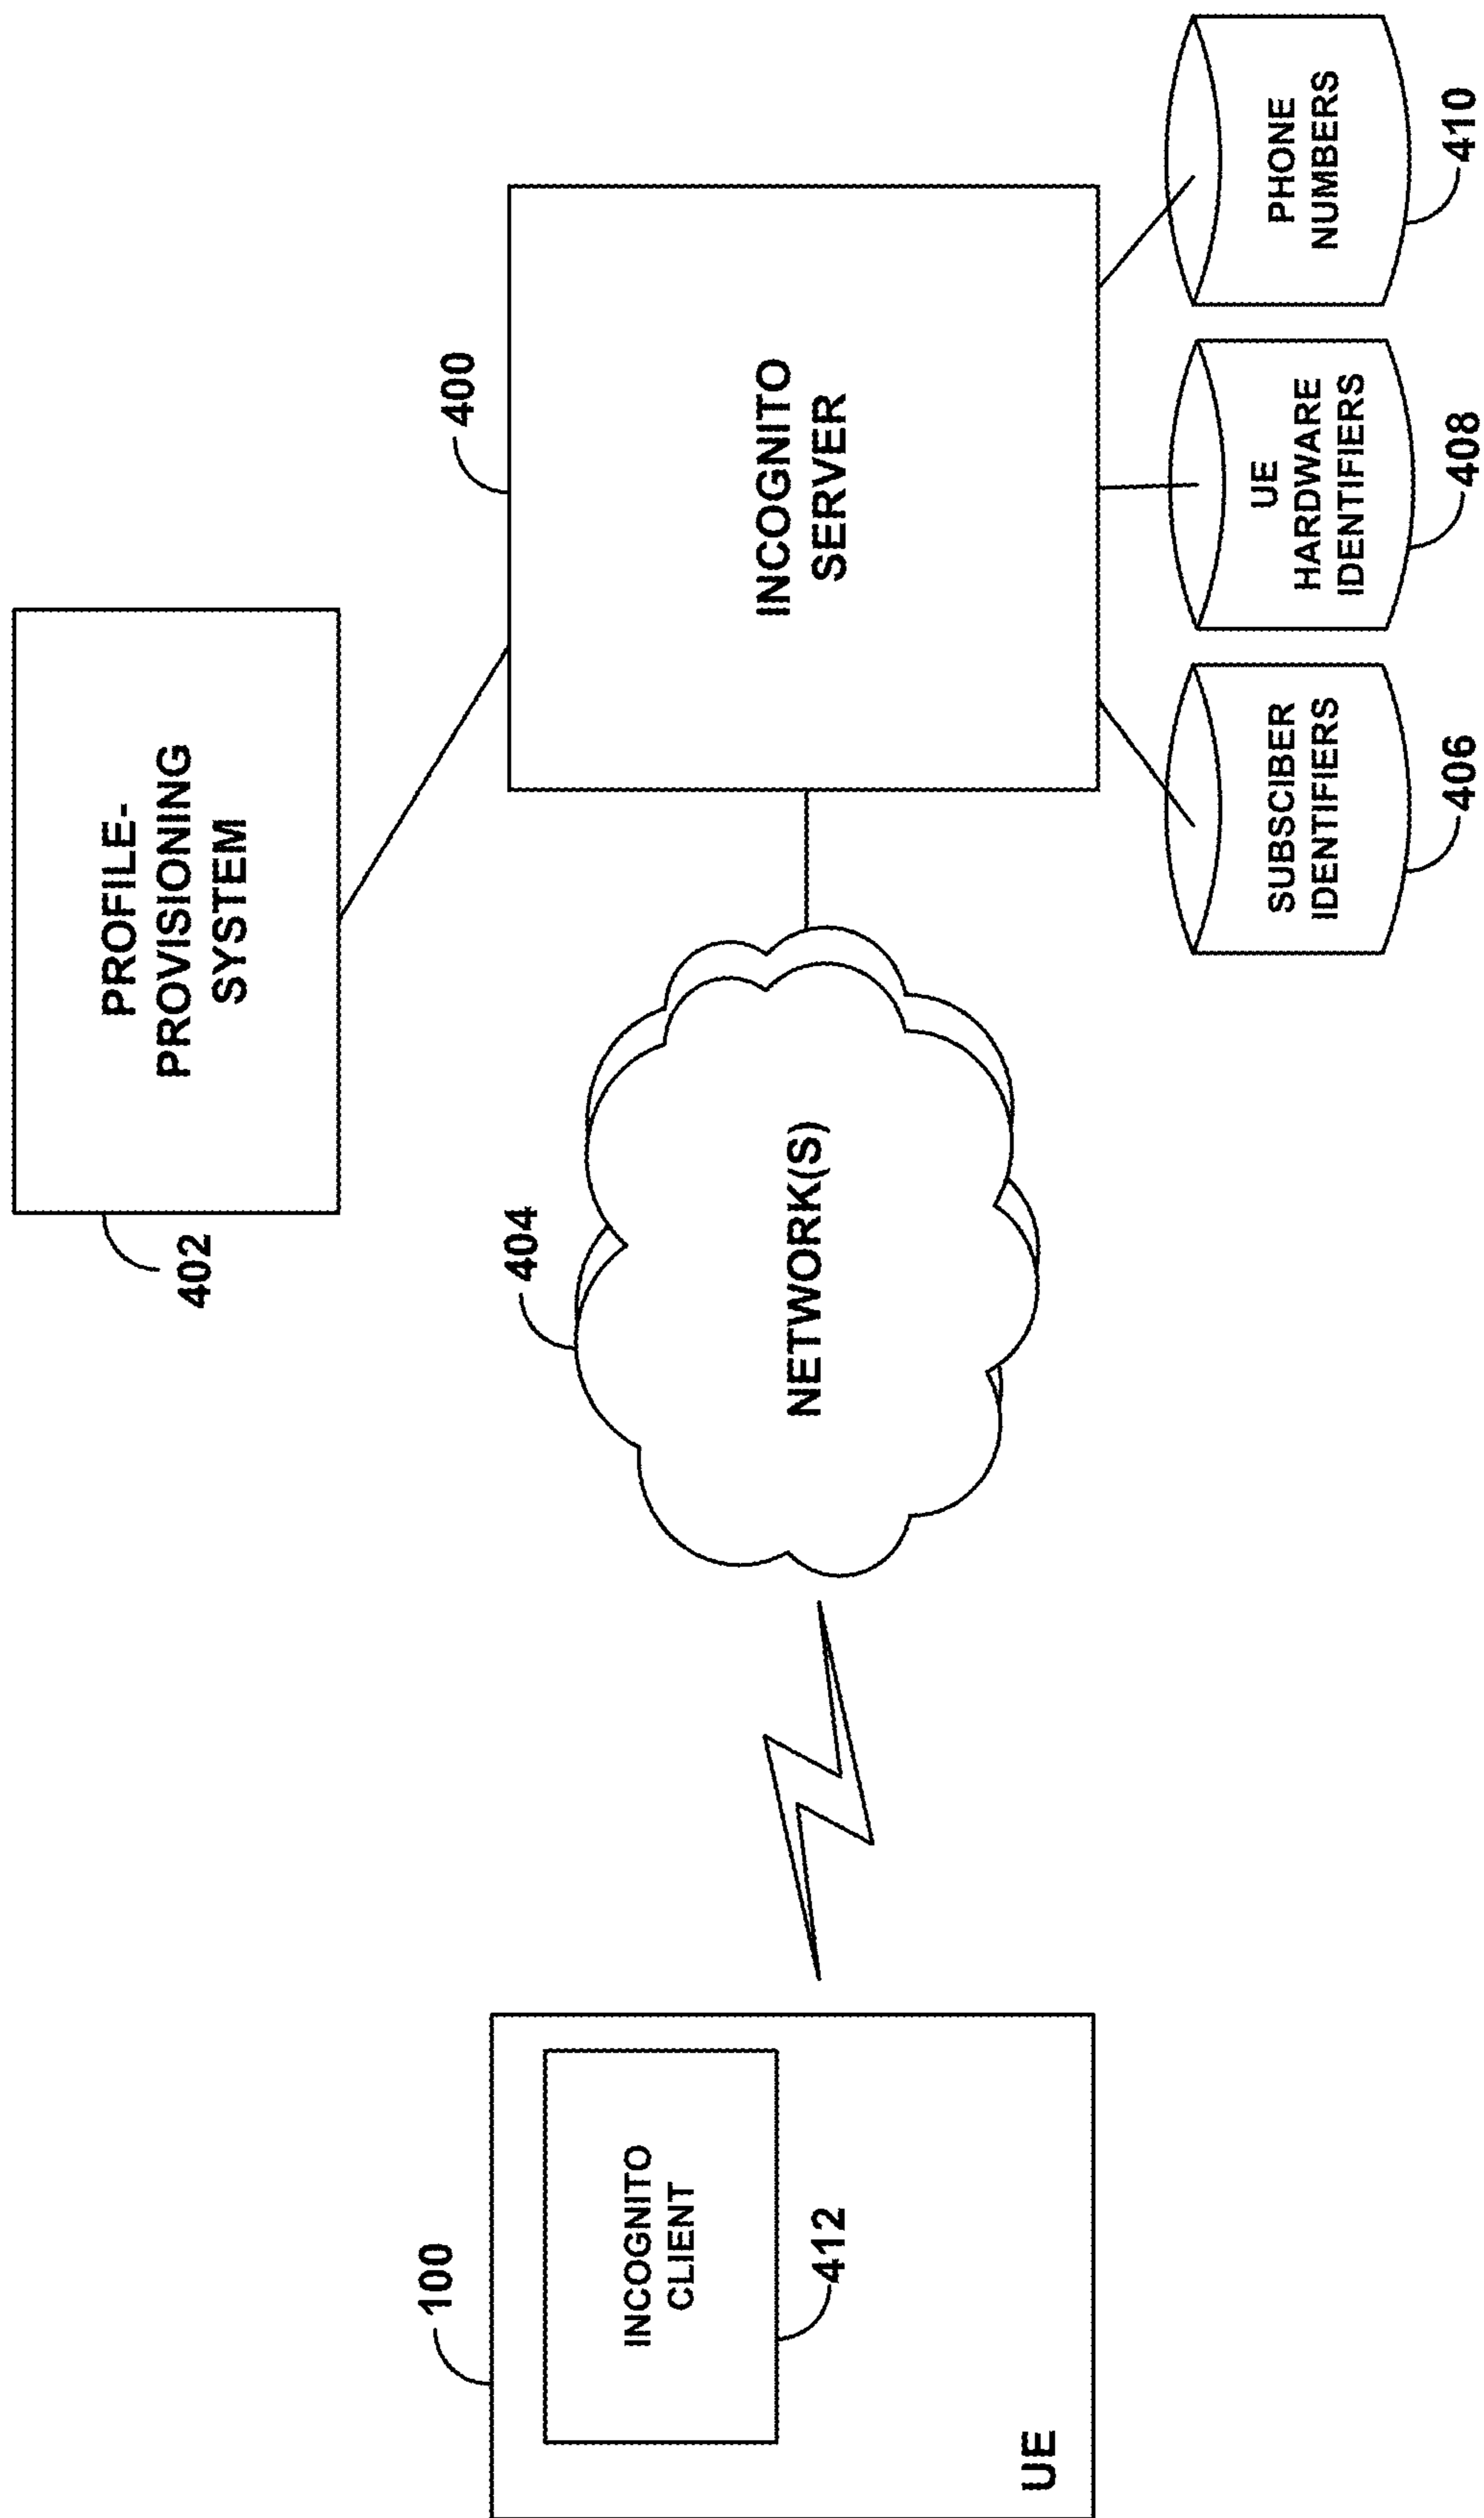 PROFILE-
PROVISIONING
SYSTEM
402
400
INCOGNITO
SERVER
404
NETWORK(S)
100
INCOGNITO
CLIENT
412
UE
SUBSCIBER
IDENTIFIERS
406
UE
HARDWARE
IDENTIFIERS
408
PHONE
NUMBERS
410